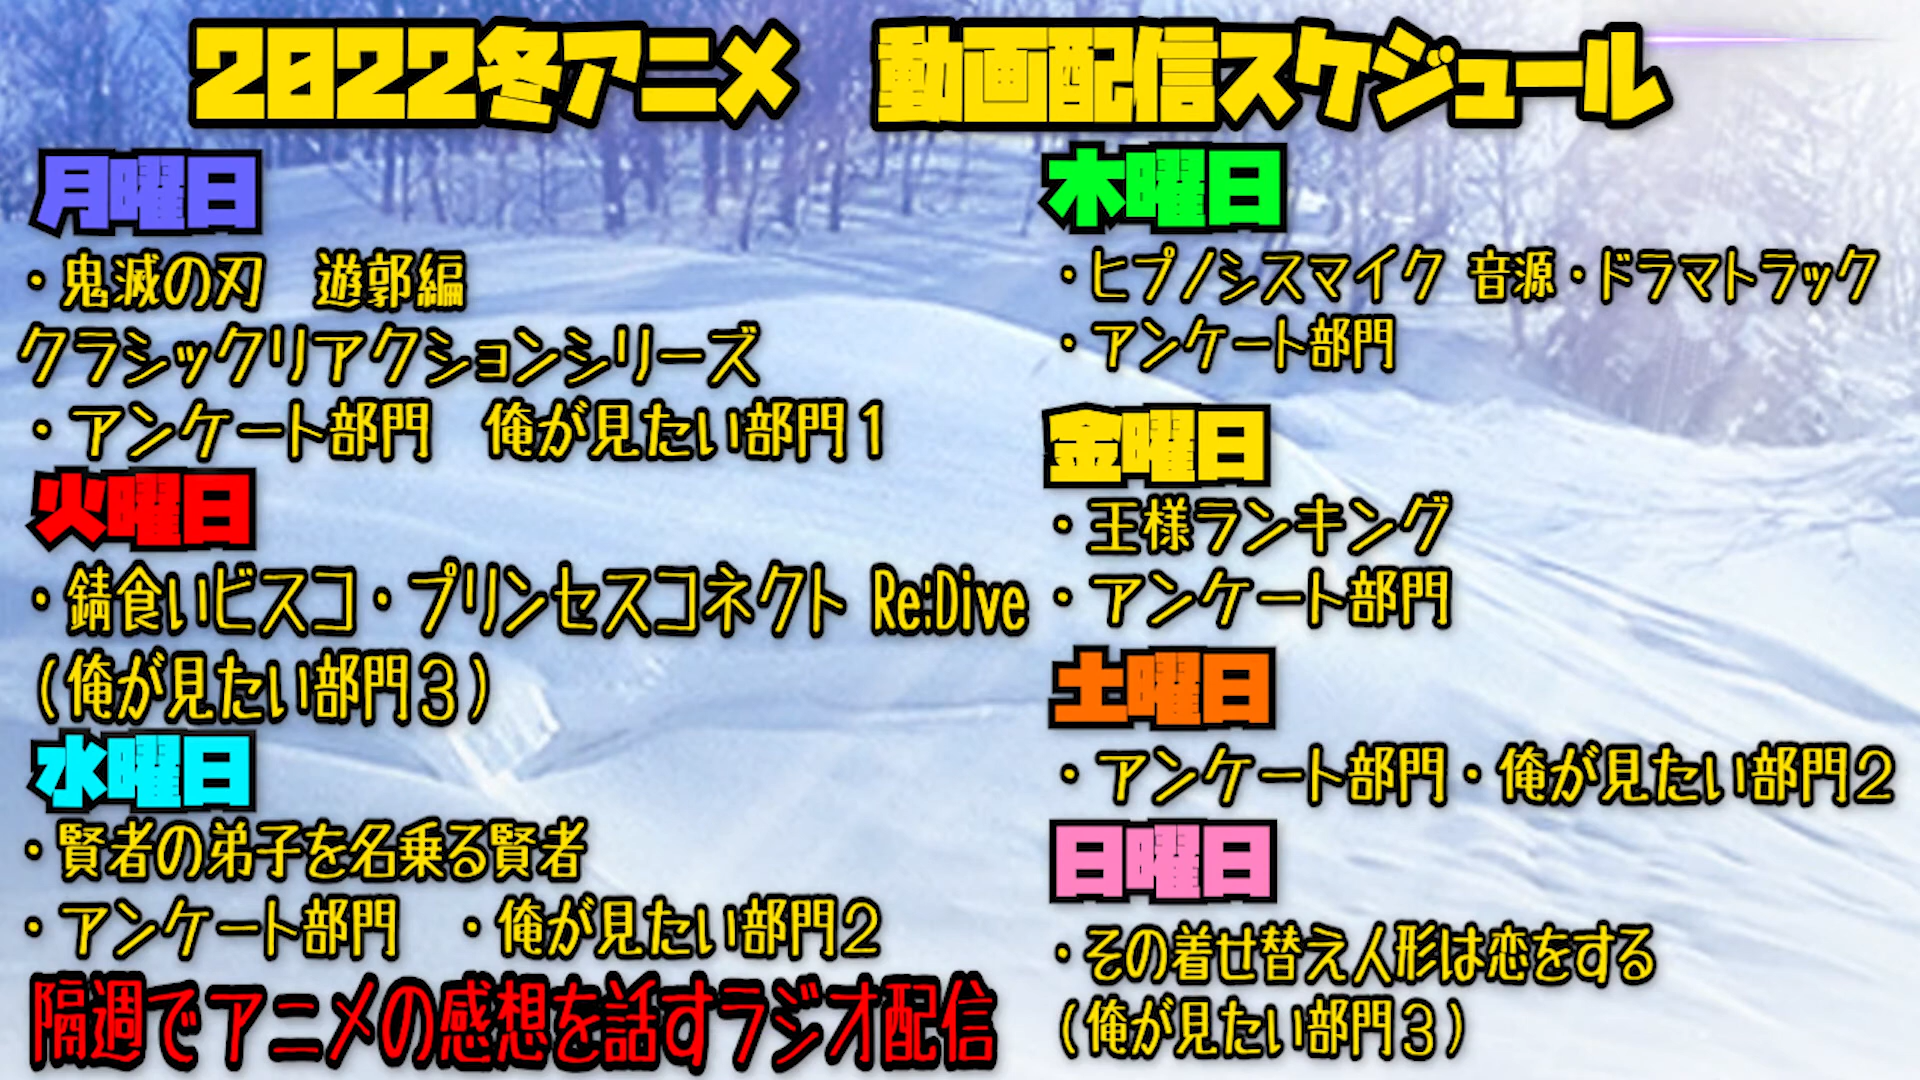 2022冬アニメ　動画配信スケジュール
月曜日
・鬼滅の刃　遊郭編
クラシックリアクションシリーズ
・アンケート部門　俺が見たい部門1
火曜日
・錆食いビスコ・プリンセスコネクト Re:Dive
（俺が見たい部門３）
水曜日
・賢者の弟子を名乗る賢者
・アンケート部門　・俺が見たい部門２
隔週でアニメの感想を話すラジオ配信
木曜日
・ヒプノシスマイク 音源・ドラマトラック
・アンケート部門
金曜日
・王様ランキング
・アンケート部門
土曜日
・アンケート部門・俺が見たい部門２
日曜日
・その着せ替え人形は恋をする
（俺が見たい部門３）